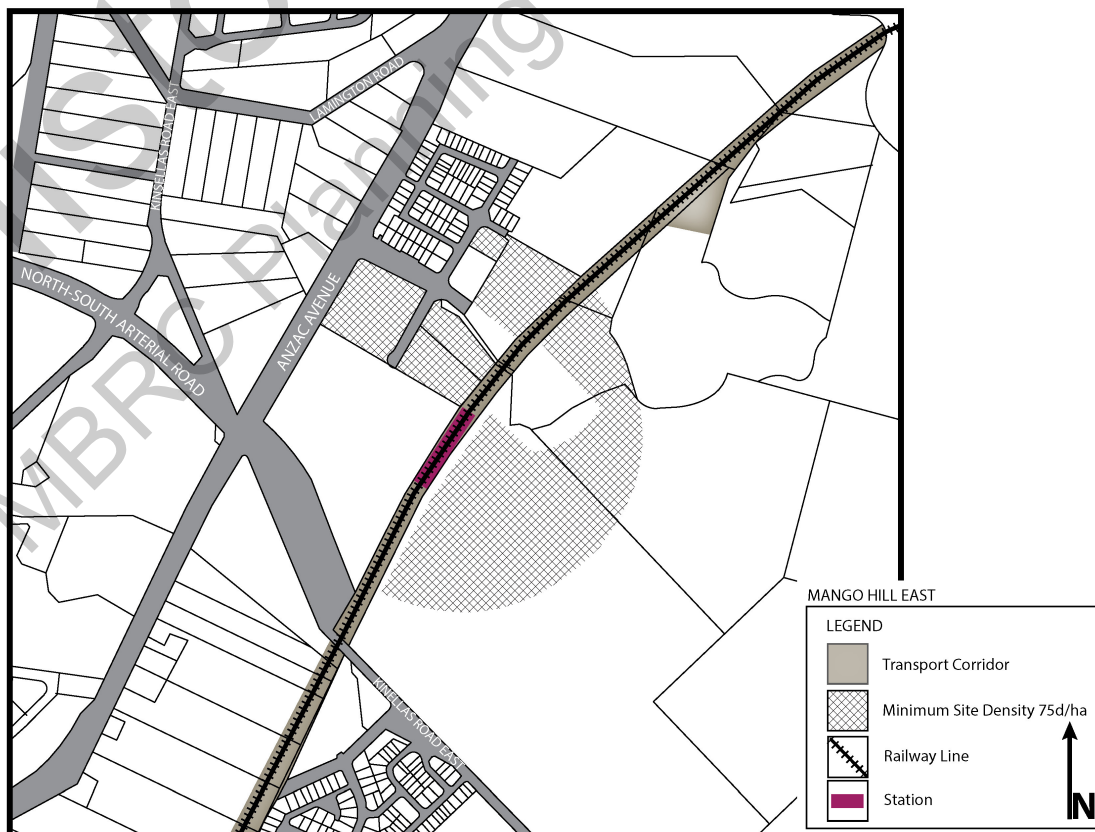 LAMINGTON ROAD
KINSELLAS ROAD EAST
NORTH-SOUTH ARTERIAL ROAD
ANZAC AVENUE
MBRC Planning
KINELLAS ROAD EAST
MANGO HILL EAST
LEGEND
Transport Corridor
Minimum Site Density 75d/ha
Railway Line
Station
N